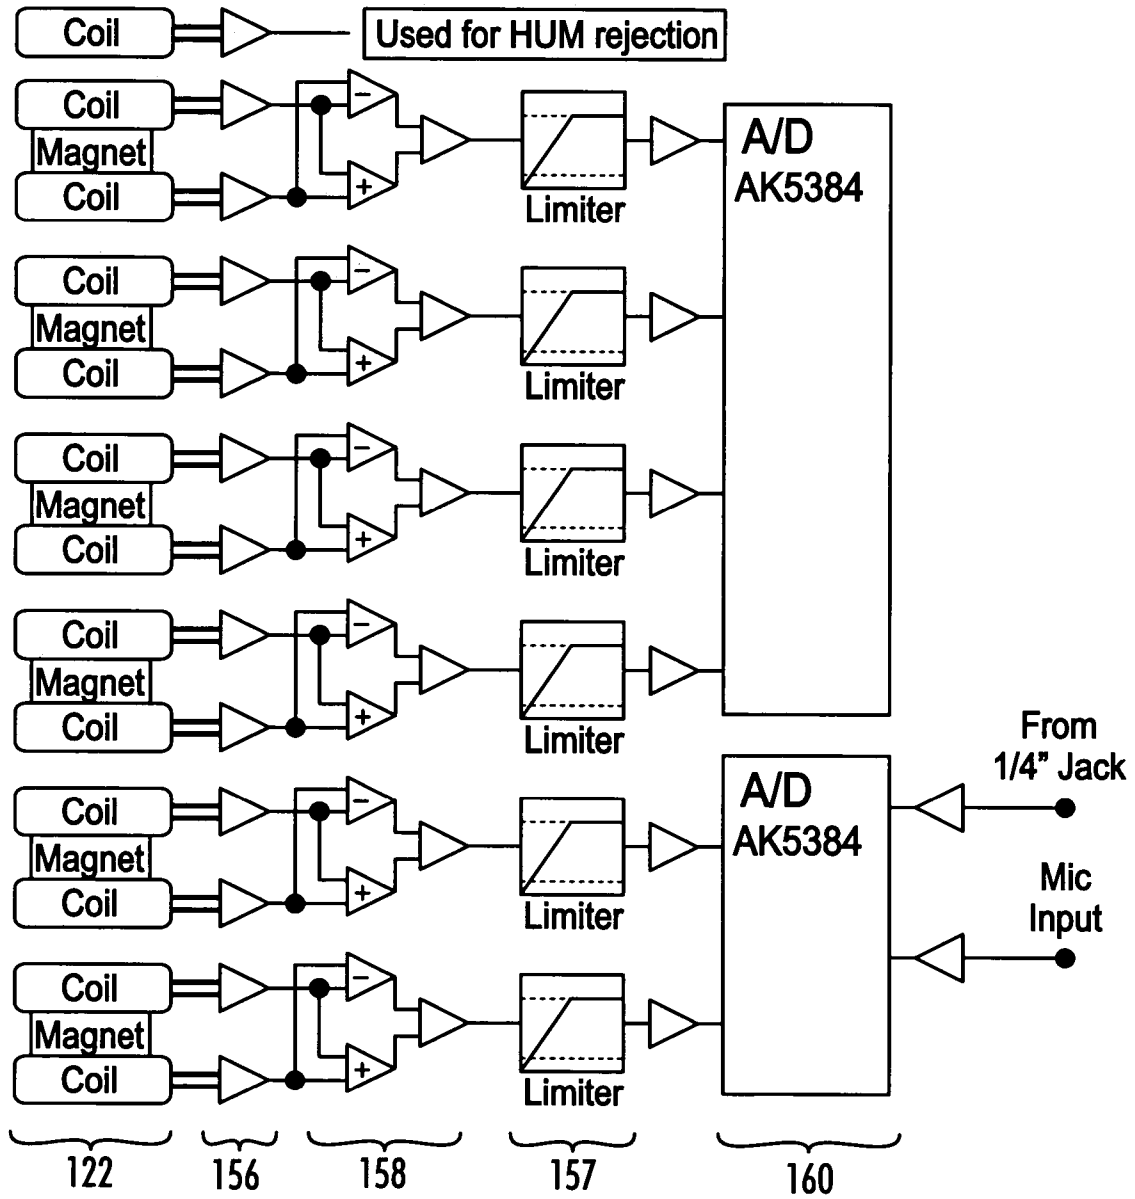 Coil
Used for HUM rejection
Coil
Magnet
Coil
−
+
Limiter
A/D
AK5384
Coil
Magnet
Coil
−
+
Limiter
Coil
Magnet
Coil
−
+
Limiter
Coil
Magnet
Coil
−
+
Limiter
From
1/4” Jack
Coil
Magnet
Coil
−
+
Limiter
A/D
AK5384
Mic
Input
Coil
Magnet
Coil
−
+
Limiter
122
156
158
157
160